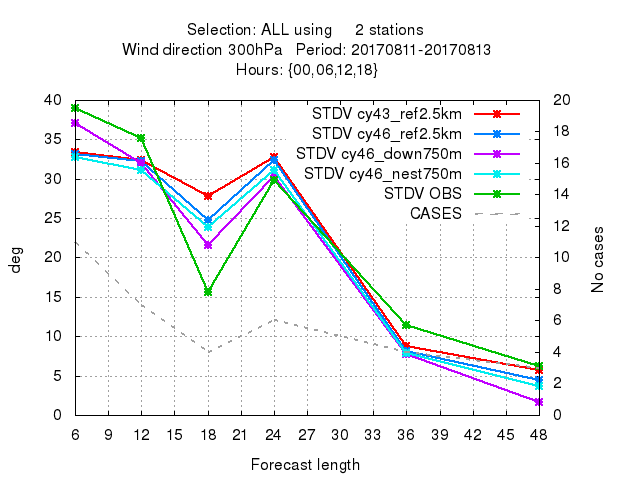 Selection: ALL using 2 stations
Wind direction 300hPa Period: 20170811-20170813
Hours: {00,06,12,18}
STDV cy43_ref2.5km
STDV cy46_ref2.5km
STDV cy46_down750m
STDV cy46_nest750m
STDV OBS
CASES
deg
40
35
30
25
20
15
10
5
0
No cases
20
18
16
14
12
10
8
6
4
2
0
6 12 15 18 21 24 27 30 33 36 39 42 45 48
Forecast length